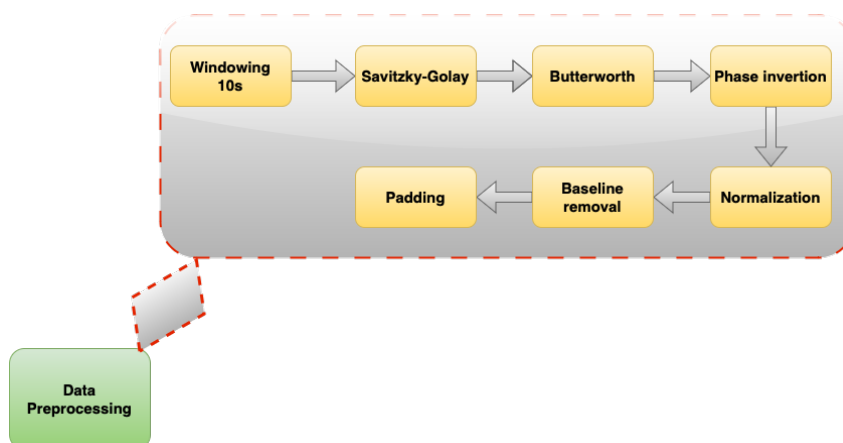 Windowing
10s
Savitzky-Golay
Butterworth
Phase invertion
Padding
Baseline
removal
Normalization
Data
Preprocessing